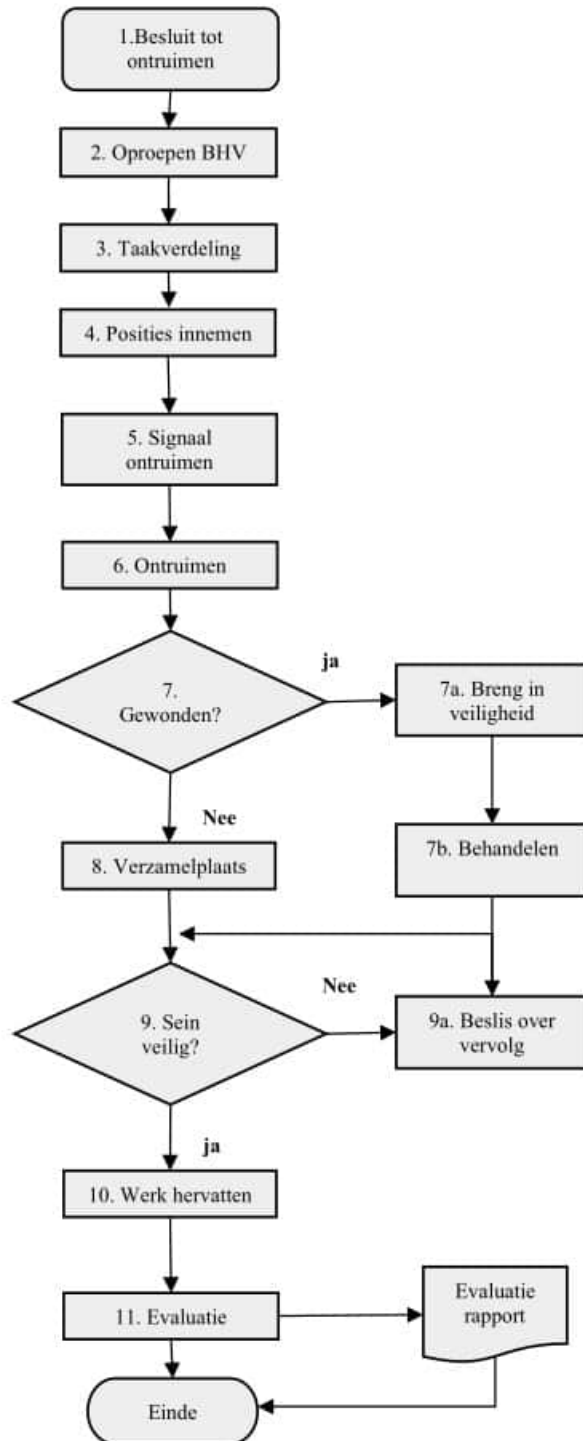 1.Besluit tot
ontruimen
2. Oproepen BHV
3. Taakverdeling
4. Posities innemen
5. Signaal
ontruimen
6. Ontruimen
7.
Gewonden?
ja
7a. Breng in
veiligheid
Nee
8. Verzamelplaats
7b. Behandelen
9. Sein
veilig?
Nee
9a. Beslis over
vervolg
ja
10. Werk hervatten
11. Evaluatie
Evaluatie
rapport
Einde